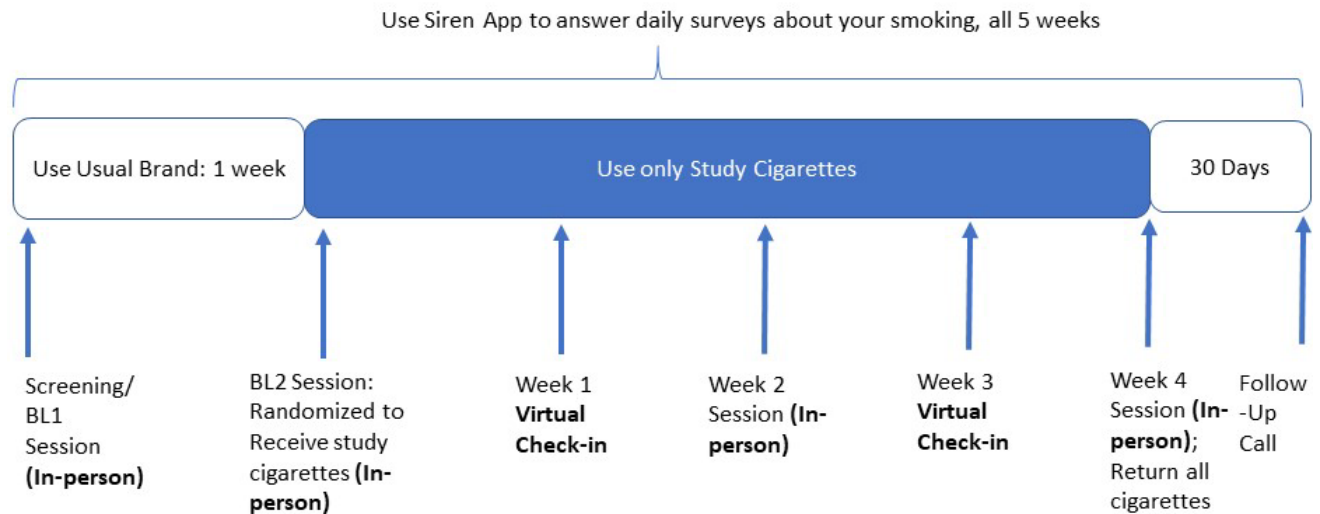 Use Siren App to answer daily surveys about your smoking, all 5 weeks
Use Usual Brand: 1 week
Use only Study Cigarettes
30 Days
Screening/
BL1
Session
(In-person)
BL2 Session:
Randomized to
Receive study
cigarettes (In-
person)
Week 1
Virtual
Check-in
Week 2
Session (In-
person)
Week 3
Virtual
Check-in
Week 4
Session (In-
person);
Return all
cigarettes
Follow
-Up
Call